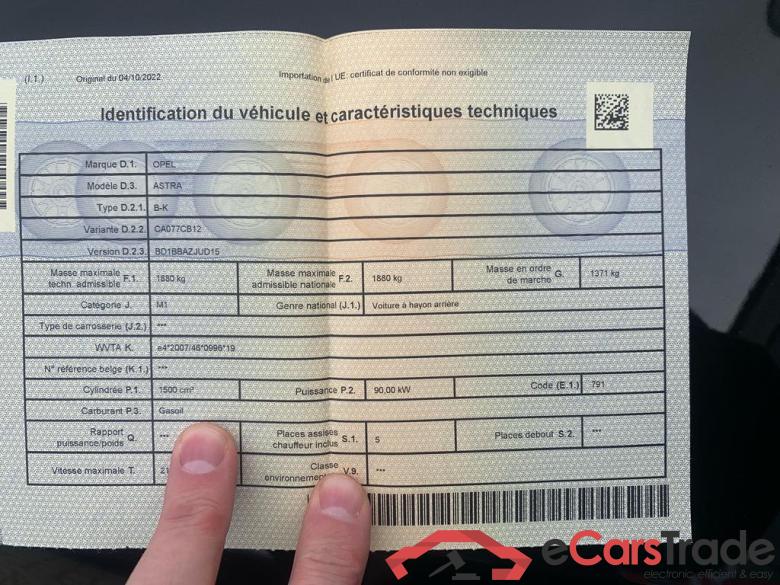 (I.1.) Original du 04/10/2022 Importation de l'UE: certificat de conformité non exigible
Identification du véhicule et caractéristiques techniques
Marque D.1. OPEL
Modèle D.3. ASTRA
Type D.2.1. B-K
Variante D.2.2. CA077CB12
Version D.2.3. BD1BBAZJUD15
Masse maximale techn. admissible F.1. 1880 kg Masse maximale admissible nationale F.2. 1880 kg Masse en ordre de marche G. 1371 kg
Catégorie J. M1 Genre national (J.1.) Voiture à hayon arrière
Type de carrosserie (J.2.) ***
WVTA K. e4*2007/46*0996*19
N° référence belge (K.1.) ***
Cylindrée P.1. 1500 cm³ Puissance P.2. 90,00 kW Code (E.1.) 791
Carburant P.3. Gasoil
Rapport puissance/poids Q. *** Places assises chauffeur inclus S.1. 5 Places debout S.2. ***
Vitesse maximale T. Classe V.9. ***
eCarsTrade
electronic, efficient & easy